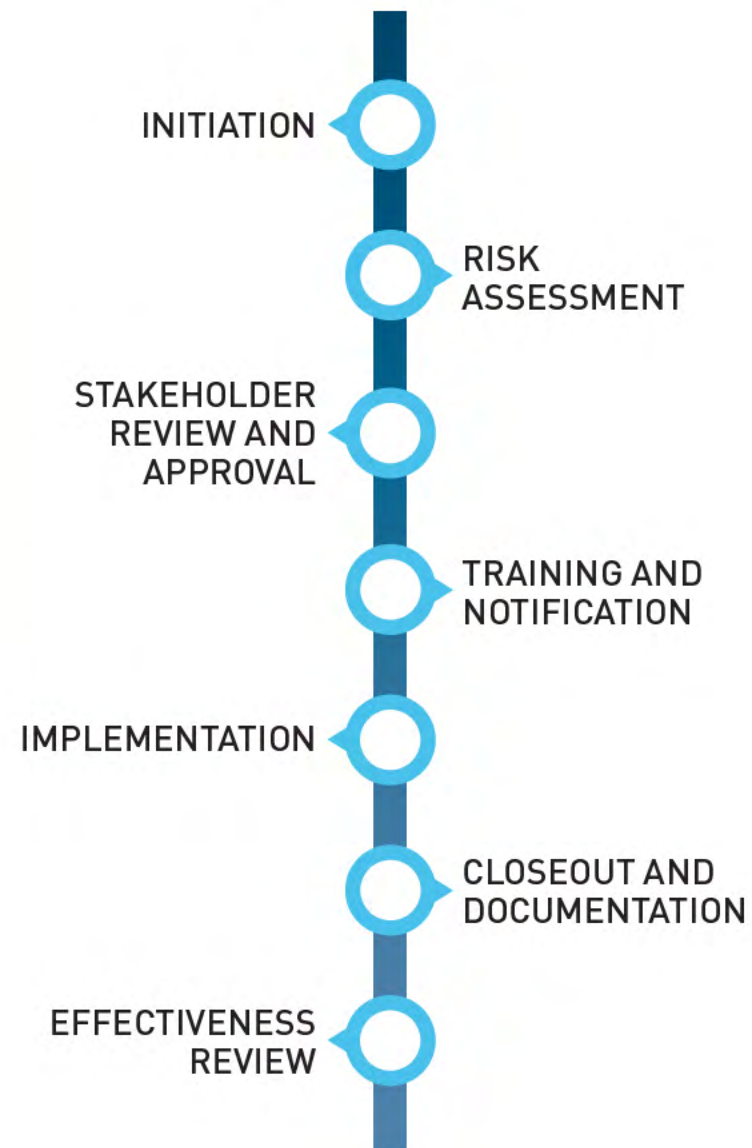 INITIATION
RISK
ASSESSMENT
STAKEHOLDER
REVIEW AND
APPROVAL
TRAINING AND
NOTIFICATION
IMPLEMENTATION
CLOSEOUT AND
DOCUMENTATION
EFFECTIVENESS
REVIEW